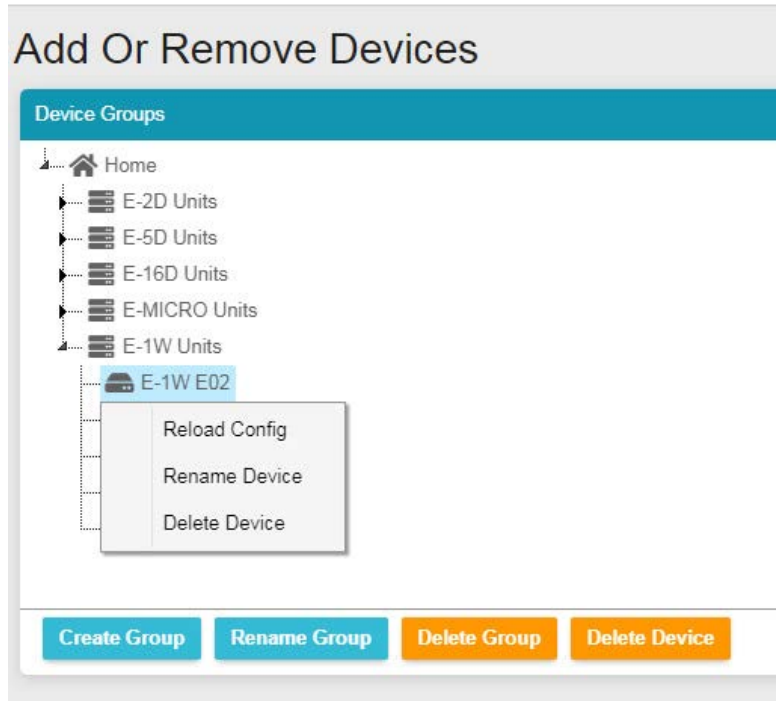 Add Or Remove Devices
Device Groups
Home
E-2D Units
E-5D Units
E-16D Units
E-MICRO Units
E-1W Units
E-1W E02
Reload Config
Rename Device
Delete Device
Create Group Rename Group Delete Group Delete Device